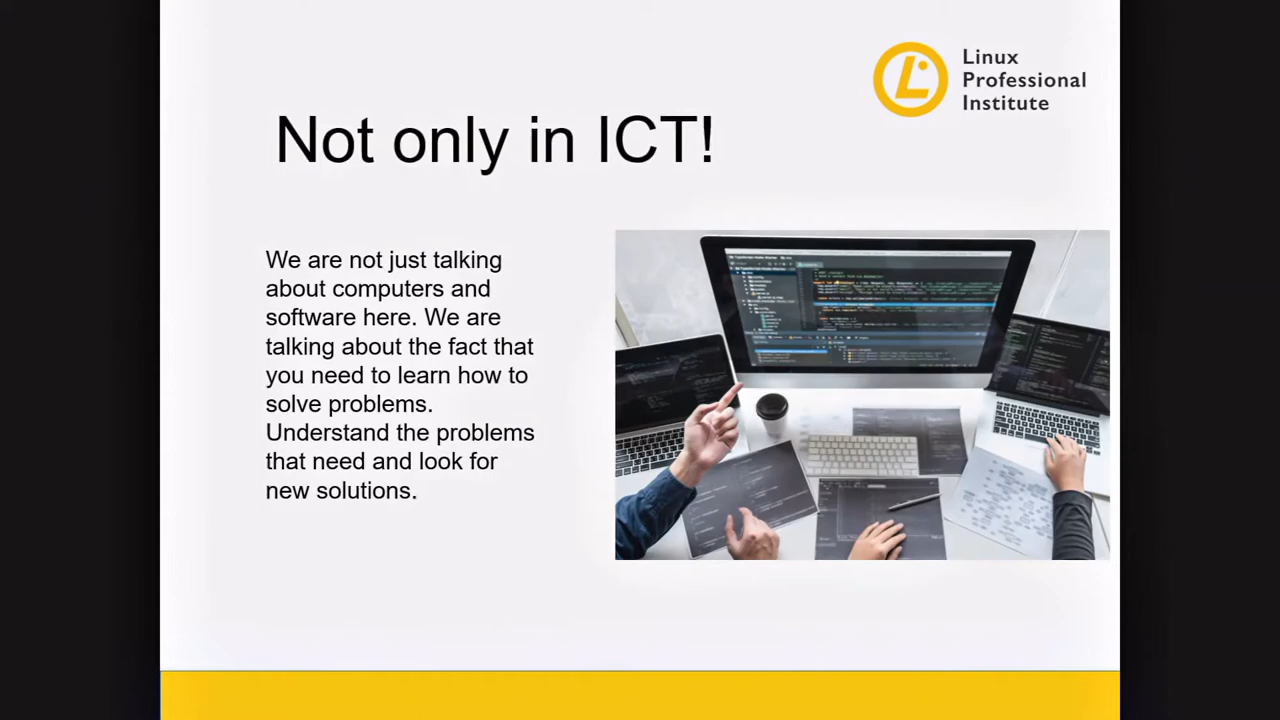 Linux
Professional
Institute
Not only in ICT!
We are not just talking
about computers and
software here. We are
talking about the fact that
you need to learn how to
solve problems.
Understand the problems
that need and look for
new solutions.